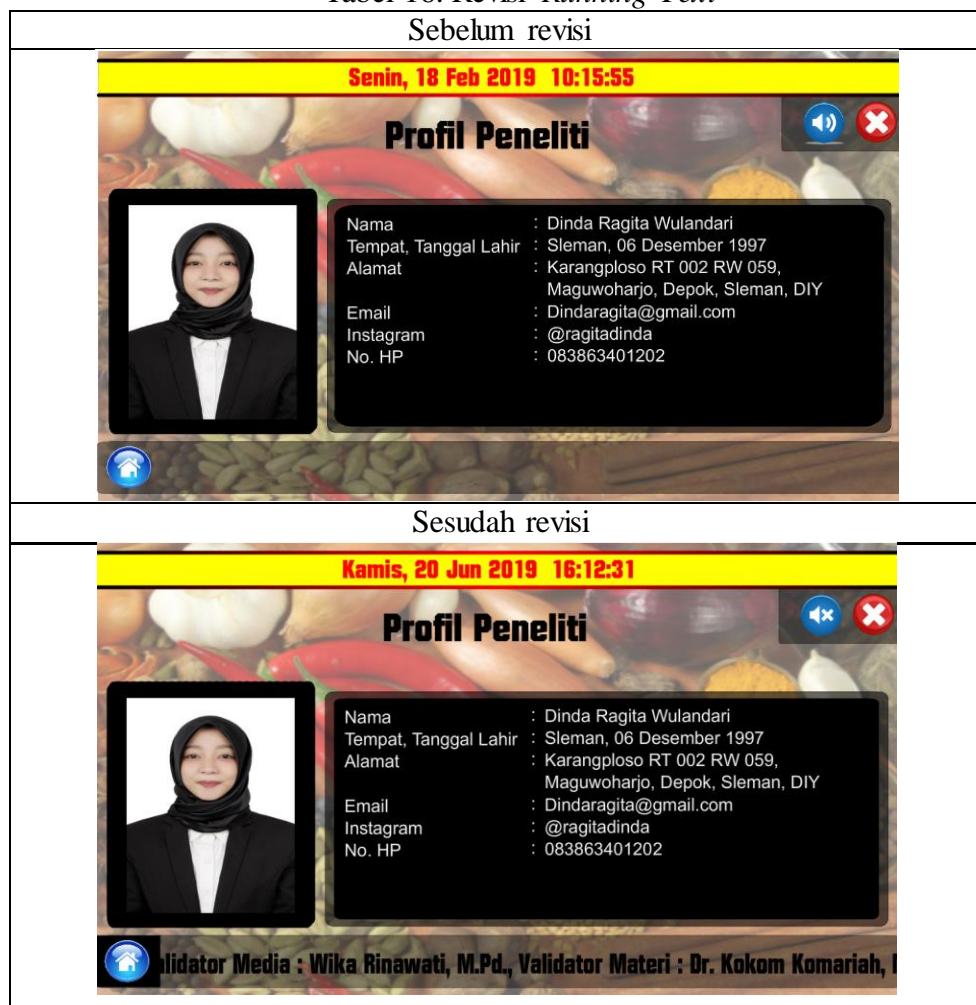 Sebelum revisi
Senin, 18 Feb 2019 10:15:55
Profil Peneliti
Nama : Dinda Ragita Wulandari
Tempat, Tanggal Lahir : Sleman, 06 Desember 1997
Alamat : Karangploso RT 002 RW 059,
Maguwoharjo, Depok, Sleman, DIY
Email : Dindaragita@gmail.com
Instagram : @ragitadinda
No. HP : 083863401202
Sesudah revisi
Kamis, 20 Jun 2019 16:12:31
Profil Peneliti
Nama : Dinda Ragita Wulandari
Tempat, Tanggal Lahir : Sleman, 06 Desember 1997
Alamat : Karangploso RT 002 RW 059,
Maguwoharjo, Depok, Sleman, DIY
Email : Dindaragita@gmail.com
Instagram : @ragitadinda
No. HP : 083863401202
lidator Media : Wika Rinawati, M.Pd., Validator Materi : Dr. Kokom Komariah,